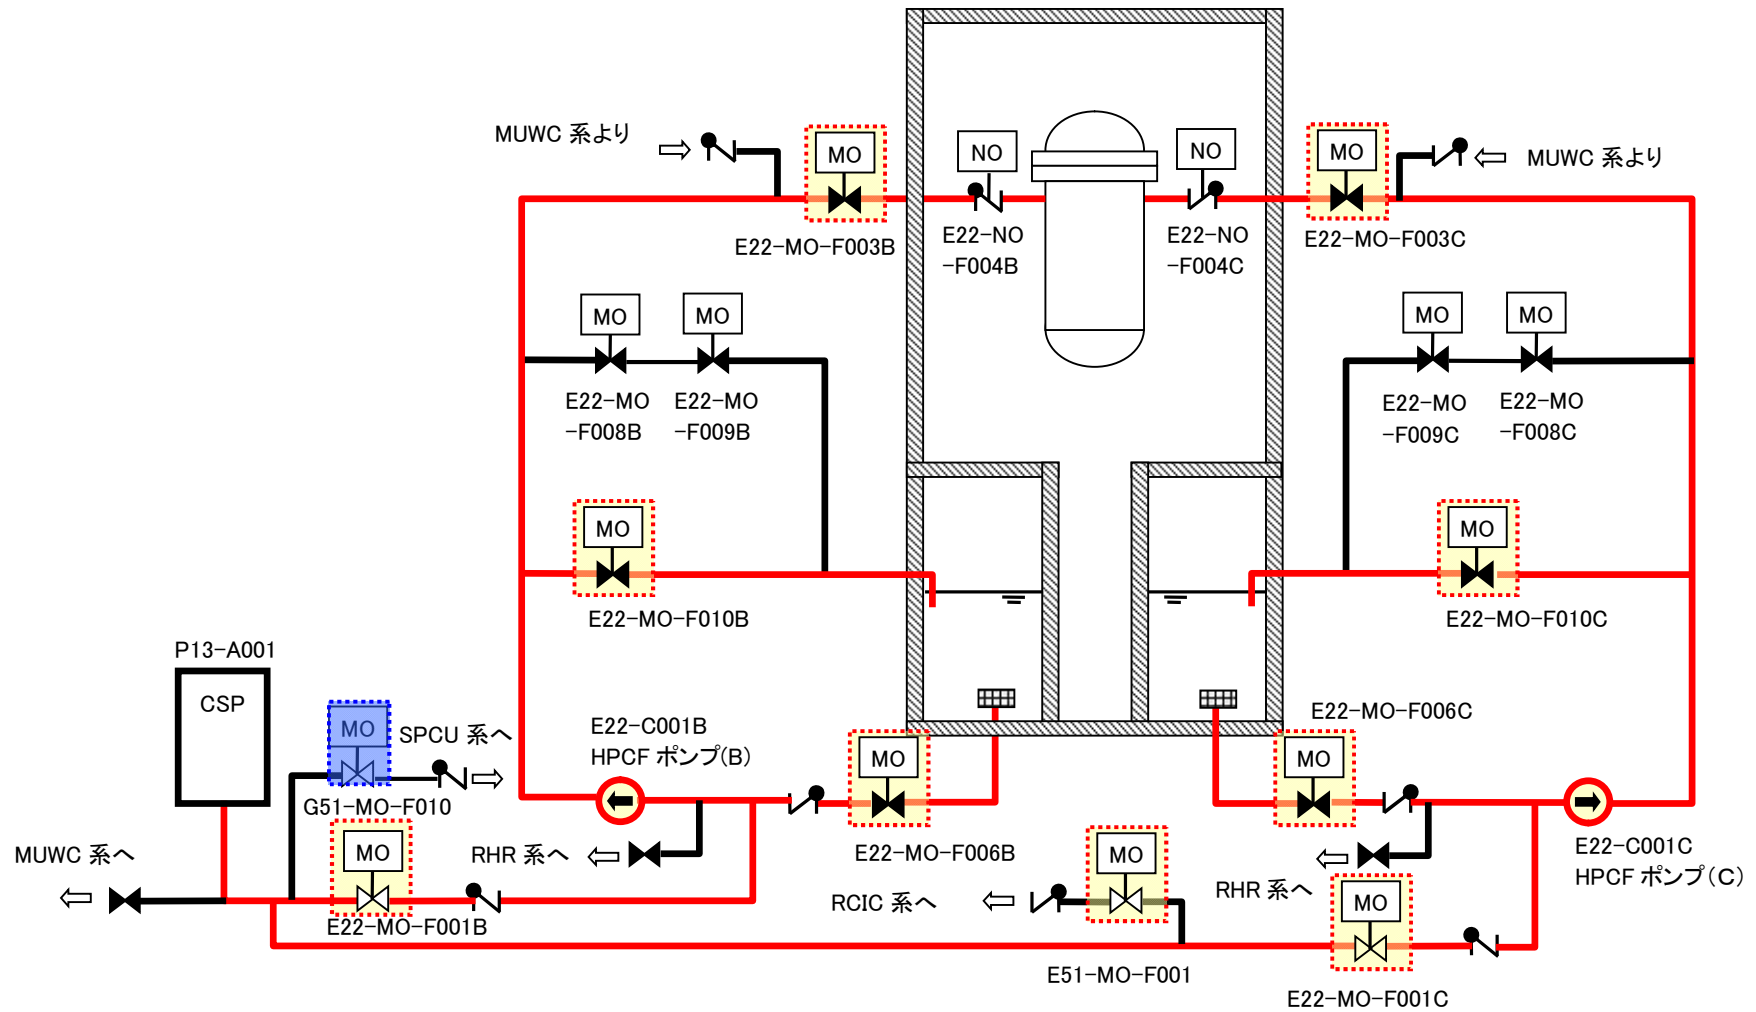 MUWC 系より
MO
NO
NO
MO
MUWC 系より
E22-MO-F003B
E22-NO
-F004B
E22-NO
-F004C
E22-MO-F003C
MO
MO
MO
MO
E22-MO
-F008B
E22-MO
-F009B
E22-MO
-F009C
E22-MO
-F008C
MO
MO
E22-MO-F010B
E22-MO-F010C
P13-A001
CSP
MO
SPCU 系へ
G51-MO-F010
E22-C001B
HPCF ポンプ(B)
MO
E22-MO-F006B
E22-MO-F006C
MO
MUWC 系へ
MO
E22-MO-F001B
RHR 系へ
RCIC 系へ
MO
E51-MO-F001
RHR 系へ
MO
E22-MO-F001C
E22-C001C
HPCF ポンプ(C)